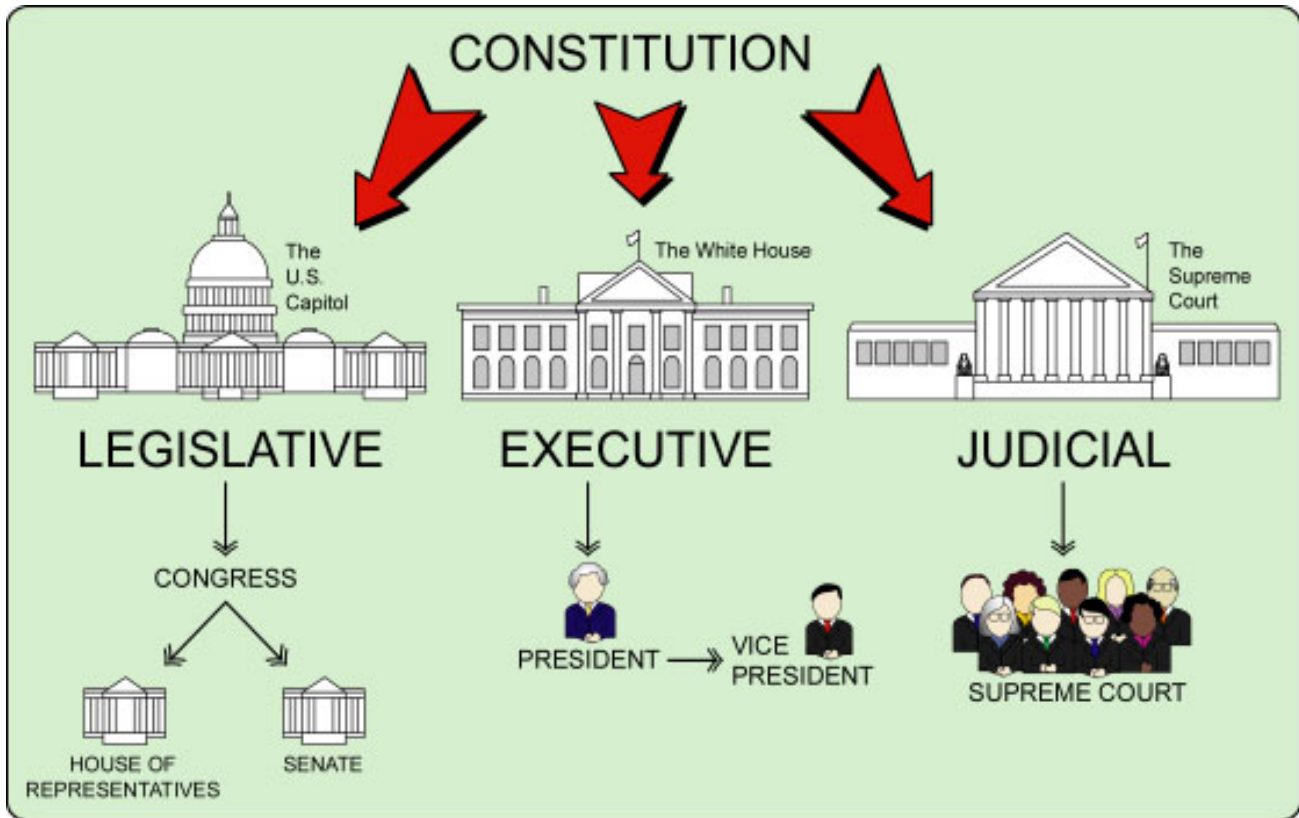 CONSTITUTION
The
U.S.
Capitol
The White House
The
Supreme
Court
LEGISLATIVE
EXECUTIVE
JUDICIAL
CONGRESS
HOUSE OF
REPRESENTATIVES
SENATE
PRESIDENT
VICE
PRESIDENT
SUPREME COURT